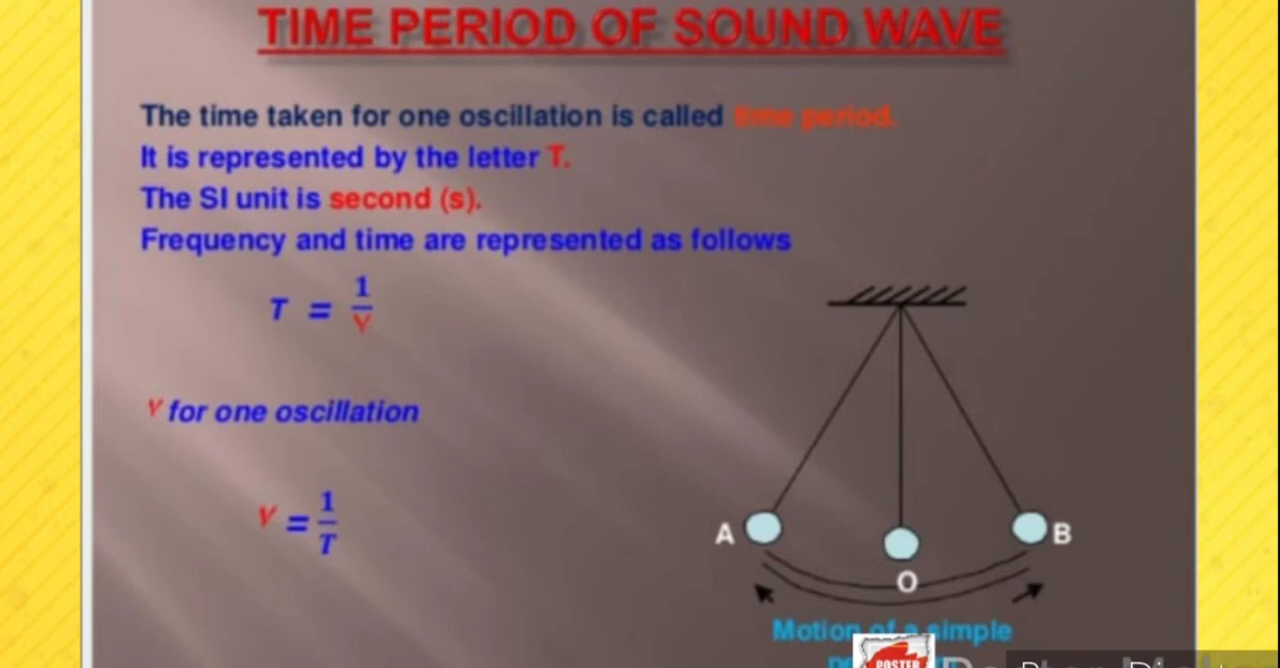 TIME PERIOD OF SOUND WAVE
The time taken for one oscillation is called time period.
It is represented by the letter T.
The SI unit is second (s).
Frequency and time are represented as follows
T = 1/ν
ν for one oscillation
ν = 1/T
A
B
O
Motion of a simple
POSTER